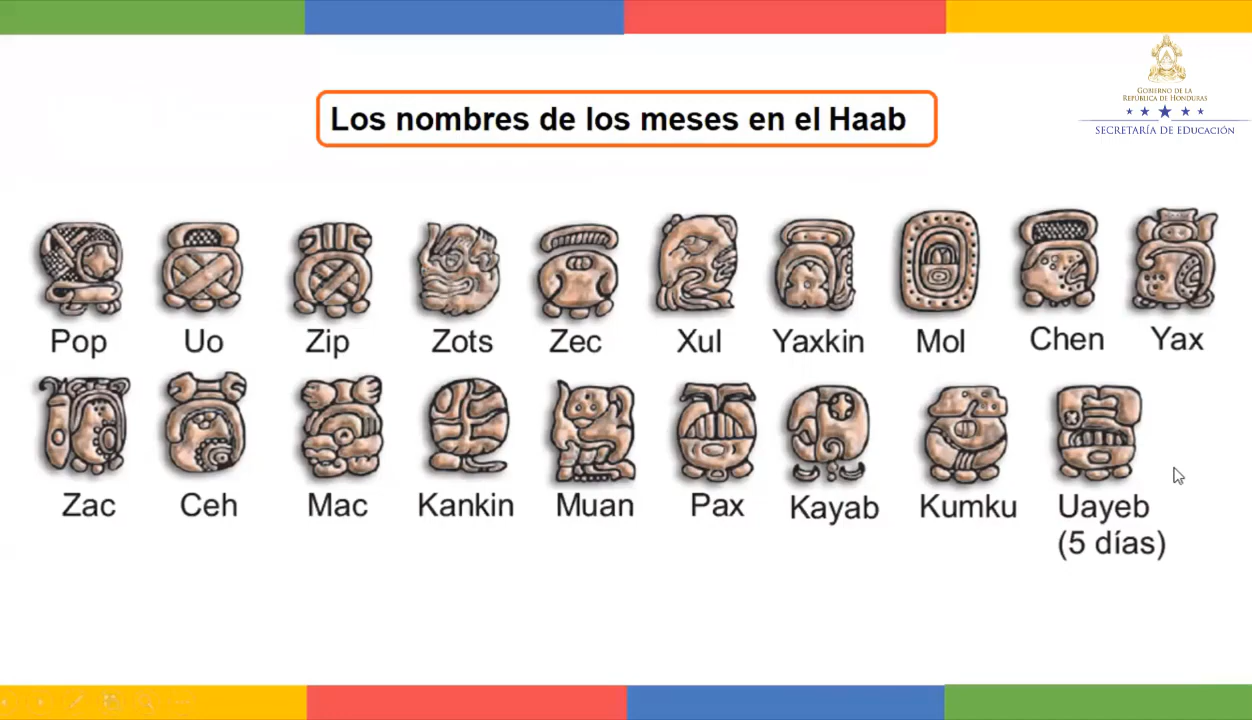 GOBIERNO DE LA
REPÚBLICA DE HONDURAS
SECRETARÍA DE EDUCACIÓN
Los nombres de los meses en el Haab
Pop Uo Zip Zots Zec Xul Yaxkin Mol Chen Yax
Zac Ceh Mac Kankin Muan Pax Kayab Kumku Uayeb
(5 días)